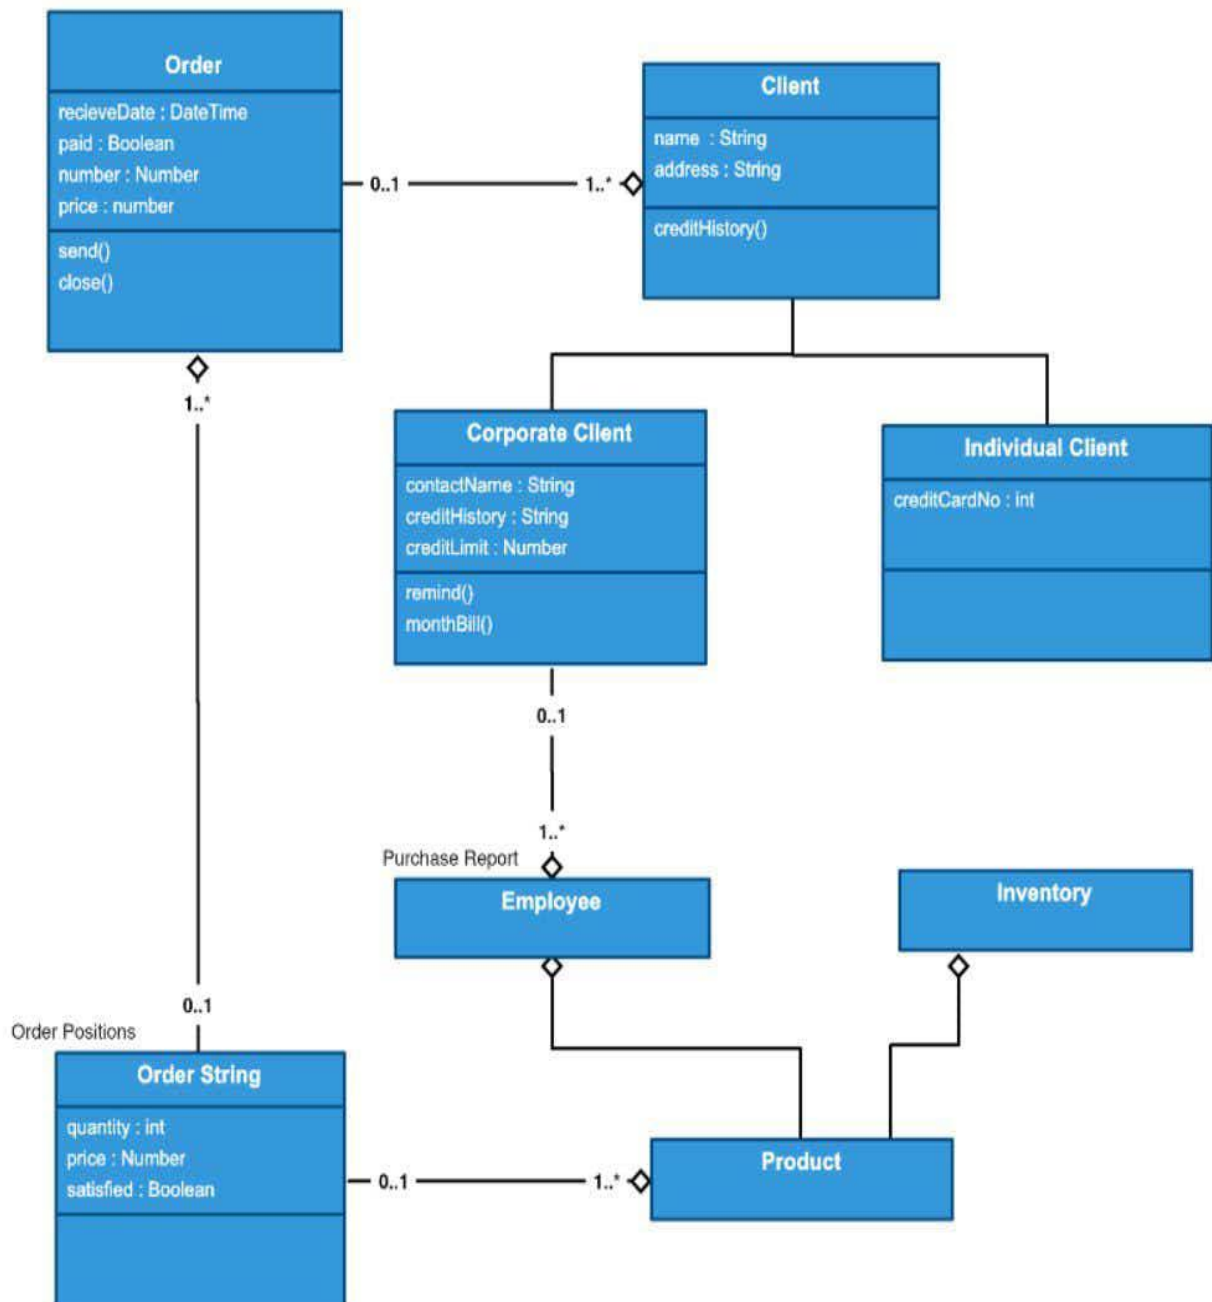 Order
recieveDate : DateTime
paid : Boolean
number : Number
price : number
send()
close()
0..1
1..*
Client
name : String
address : String
creditHistory()
1..*
Corporate Client
contactName : String
creditHistory : String
creditLimit : Number
remind()
monthBill()
Individual Client
creditCardNo : int
0..1
1..*
Purchase Report
Employee
Inventory
0..1
Order Positions
Order String
quantity : int
price : Number
satisfied : Boolean
0..1
1..*
Product